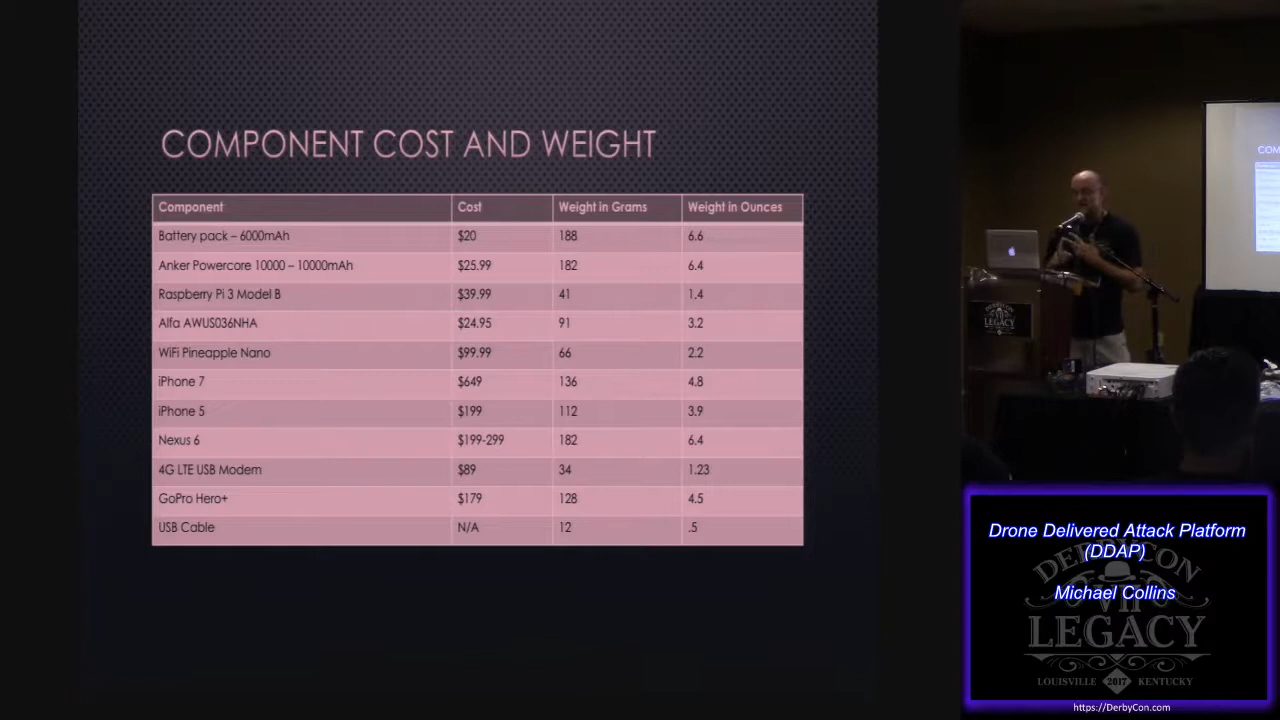 COMPONENT COST AND WEIGHT
Component Cost Weight in Grams Weight in Ounces
Battery pack – 6000mAh $20 188 6.6
Anker Powercore 10000 – 10000mAh $25.99 182 6.4
Raspberry Pi 3 Model B $39.99 41 1.4
Alfa AWUS036NHA $24.95 91 3.2
WiFi Pineapple Nano $99.99 66 2.2
iPhone 7 $649 136 4.8
iPhone 5 $199 112 3.9
Nexus 6 $199-299 182 6.4
4G LTE USB Modem $89 34 1.23
GoPro Hero+ $179 128 4.5
USB Cable N/A 12 .5
COM
LEGACY
Drone Delivered Attack Platform
(DDAP)
Michael Collins
DERBYCON
VII
LEGACY
LOUISVILLE 2017 KENTUCKY
https://DerbyCon.com